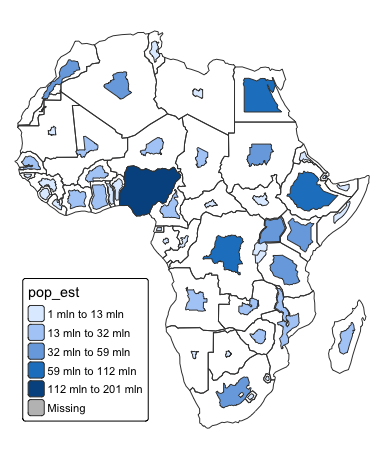 pop_est
1 mln to 13 mln
13 mln to 32 mln
32 mln to 59 mln
59 mln to 112 mln
112 mln to 201 mln
Missing